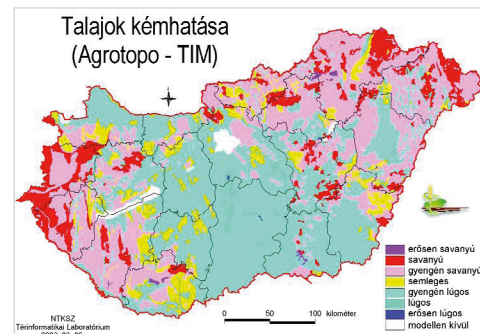 Talajok kémhatása
(Agrotopo - TIM)
erősen savanyú
savanyú
gyengén savanyú
semleges
gyengén lúgos
lúgos
erősen lúgos
modellen kívül
0 50 100 kilométer
NTKSZ
Térinformatikai Laboratórium